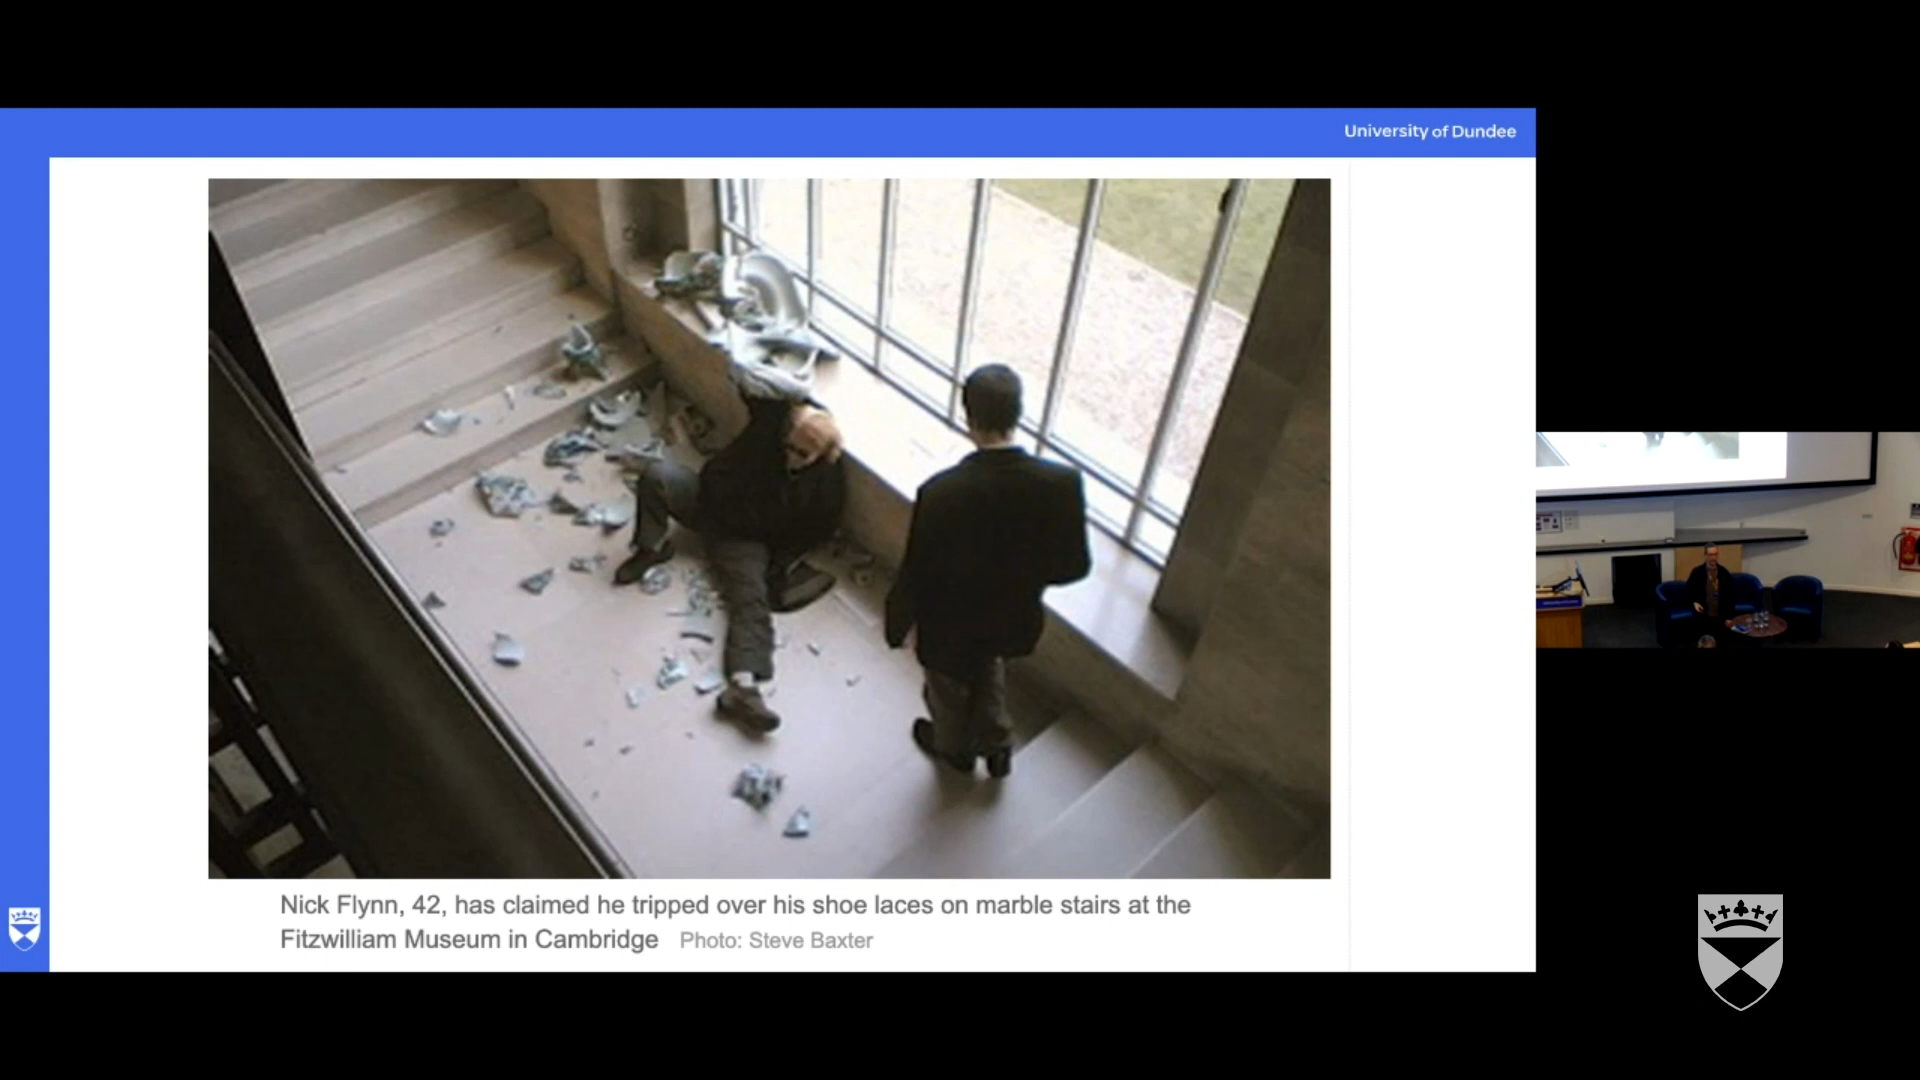 University of Dundee
Nick Flynn, 42, has claimed he tripped over his shoe laces on marble stairs at the
Fitzwilliam Museum in Cambridge Photo: Steve Baxter